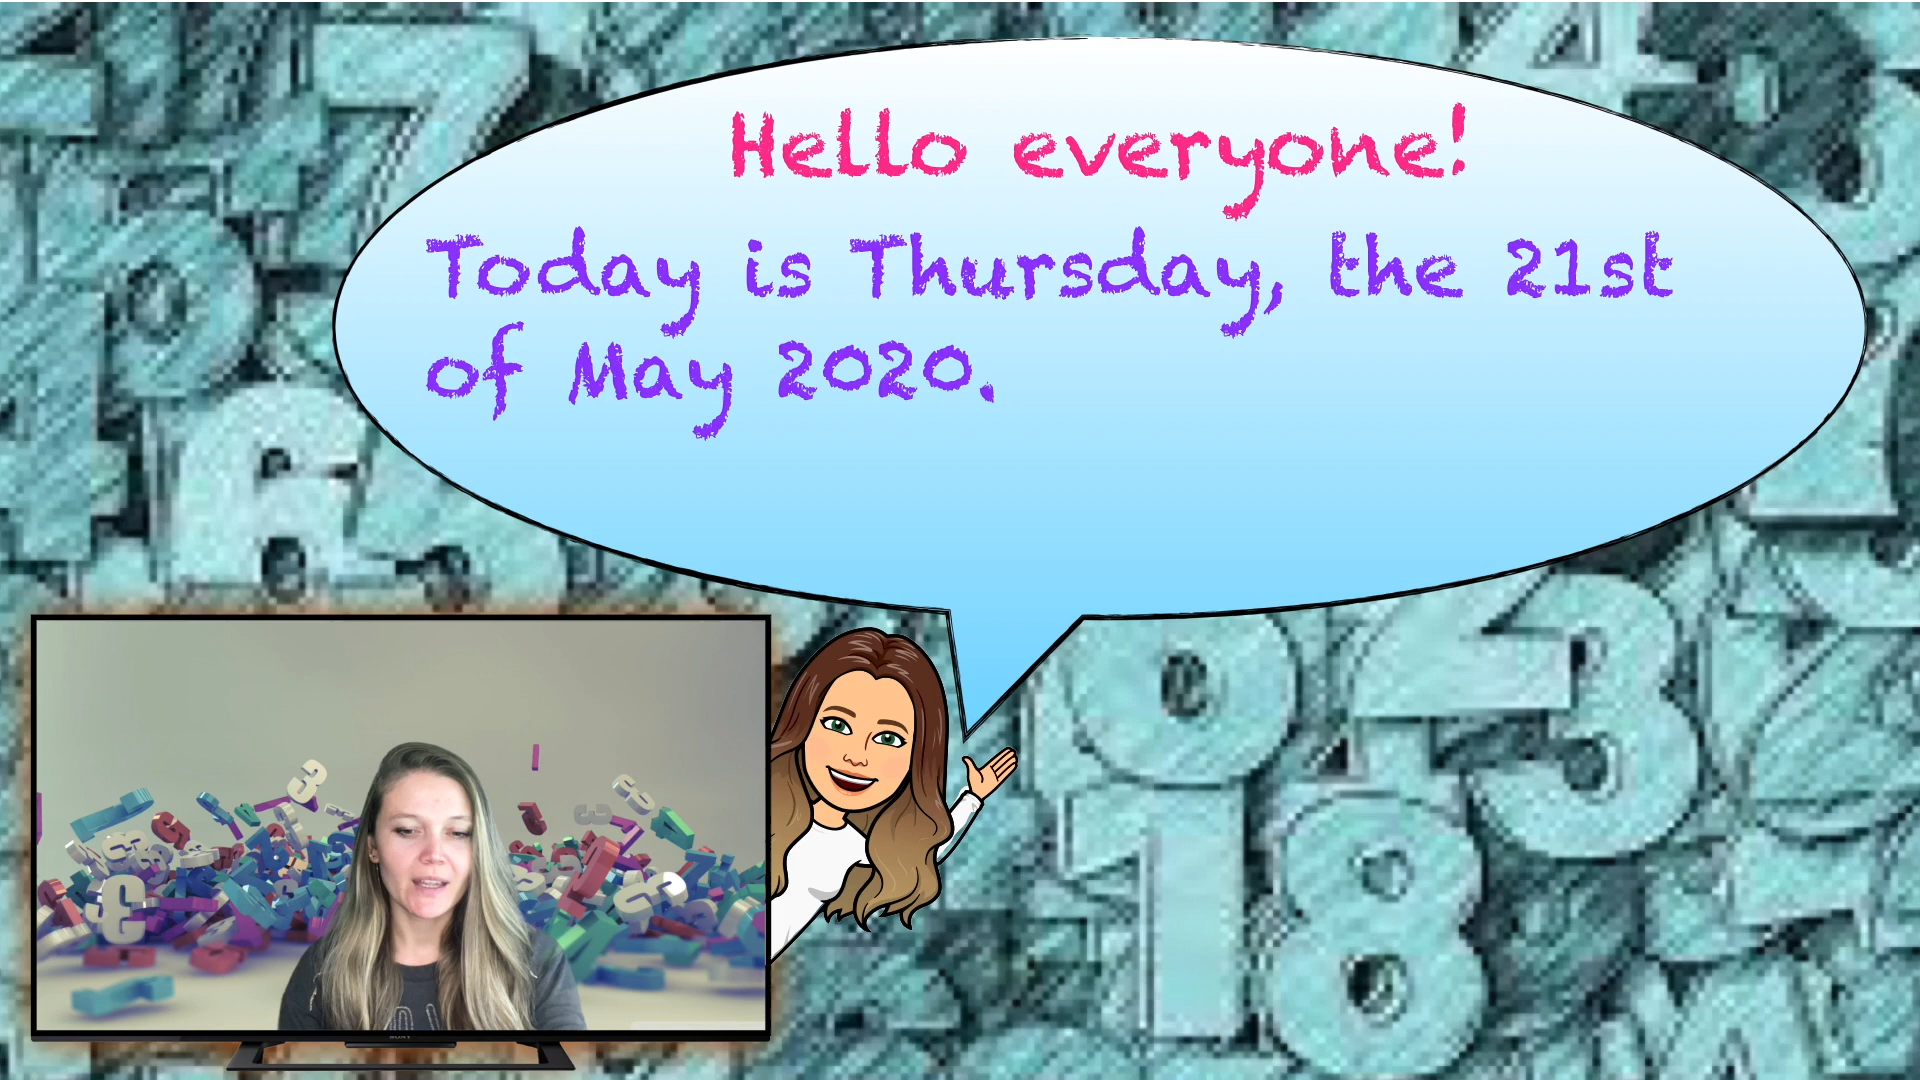 Hello everyone!
Today is Thursday, the 21st
of May 2020.